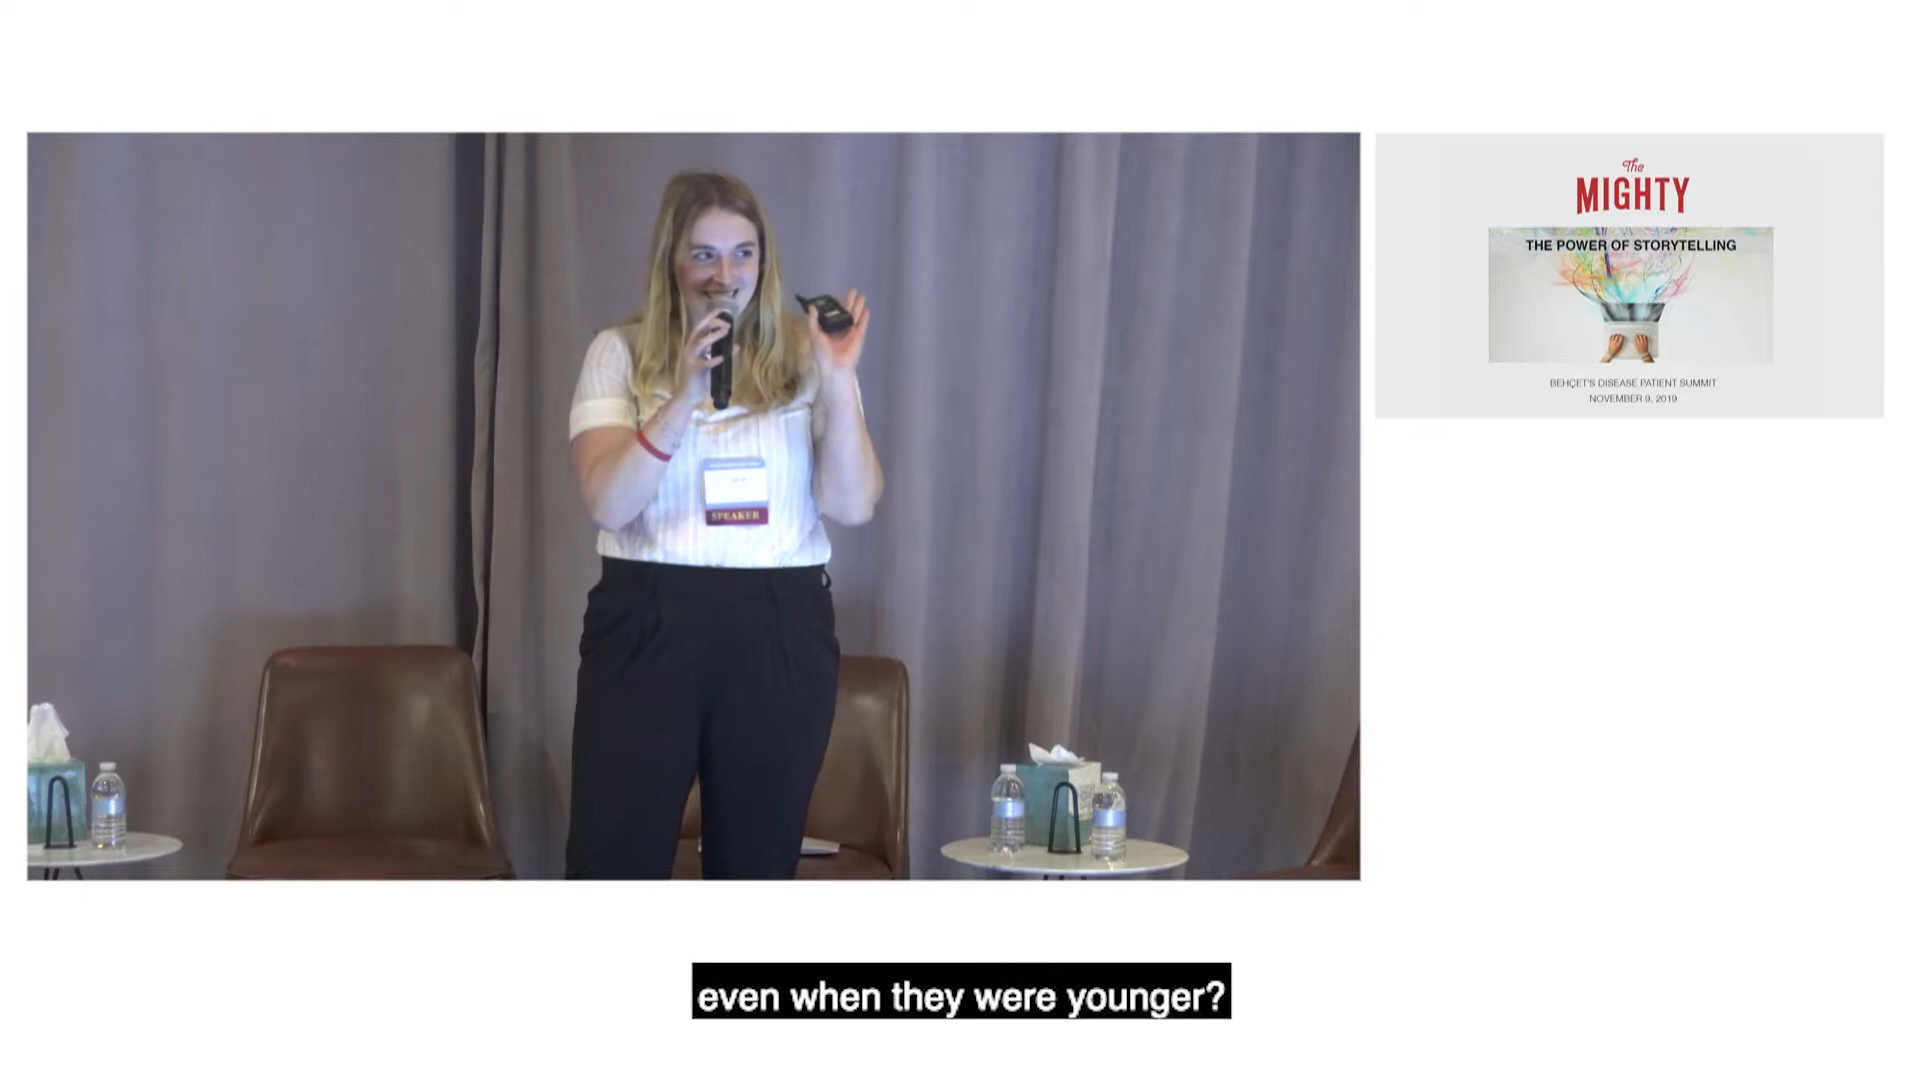 The
MIGHTY
THE POWER OF STORYTELLING
BEHÇET'S DISEASE PATIENT SUMMIT
NOVEMBER 9, 2019
SPEAKER
even when they were younger?